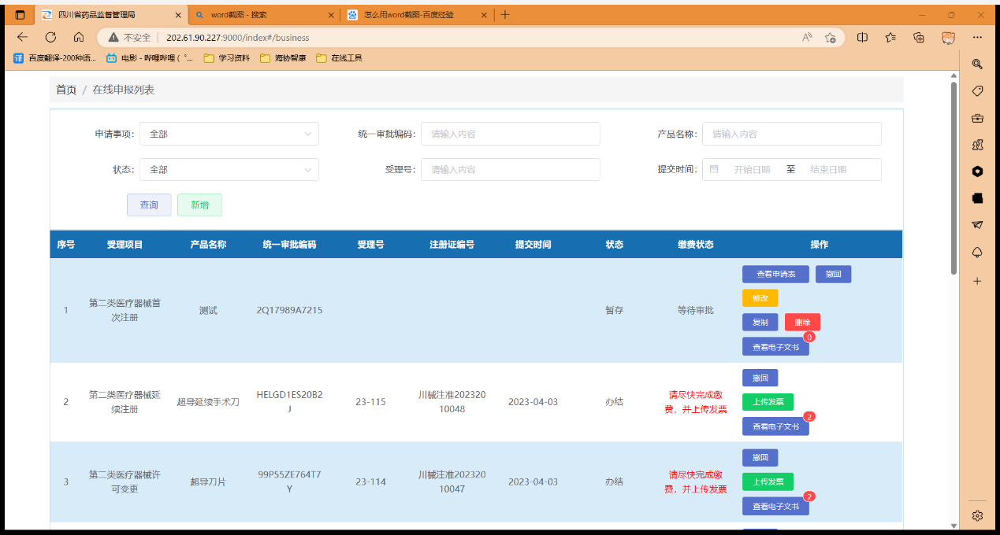 四川省药品监督管理局
word截图 - 搜索
怎么用word截图-百度经验
不安全
202.61.90.227:9000/index#/business
译 百度翻译-200种语...
电影 - 哔哩哔哩 ( ゜...
学习资料
海协智康
在线工具
首页 / 在线申报列表
申请事项: 全部 统一审批编码: 请输入内容 产品名称: 请输入内容
状态: 全部 受理号: 请输入内容 提交时间: 开始日期 至 结束日期
查询 新增
序号 受理项目 产品名称 统一审批编码 受理号 注册证编号 提交时间 状态 缴费状态 操作
1 第二类医疗器械首
次注册
测试 2Q17989A7215 暂存 等待审批
查看申请表 撤回
修改
复制 删除
查看电子文书 0
2 第二类医疗器械延
续注册
超导延续手术刀
HELGD1ES20B2
J
23-115
川械注准202320
10048
2023-04-03 办结
请尽快完成缴
费，并上传发票
撤回
上传发票
查看电子文书 2
3 第二类医疗器械许
可变更
超导刀片
99P55ZE764T7
Y
23-114
川械注准202320
10047
2023-04-03 办结
请尽快完成缴
费，并上传发票
撤回
上传发票
查看电子文书 2